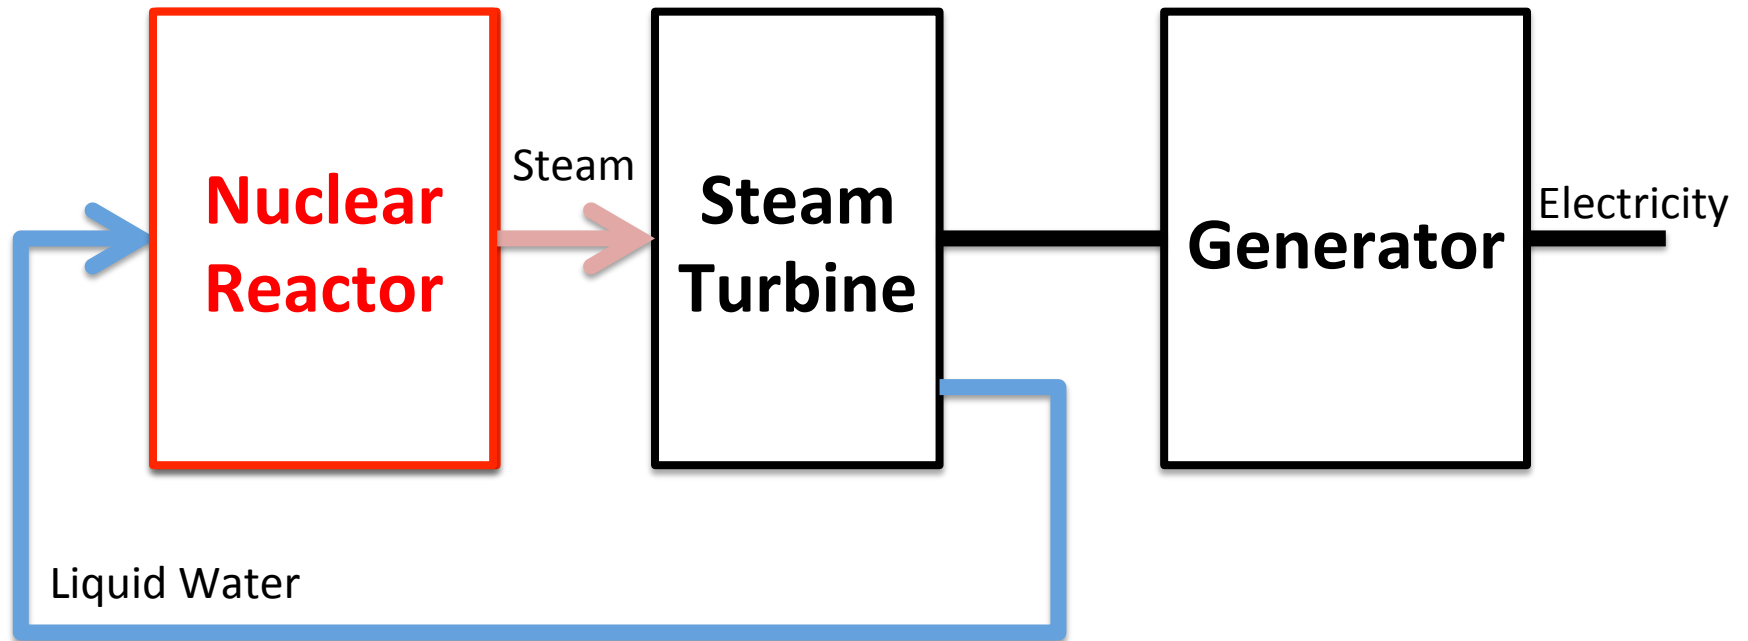 Nuclear
Reactor
Steam
Steam
Turbine
Generator
Electricity
Liquid Water